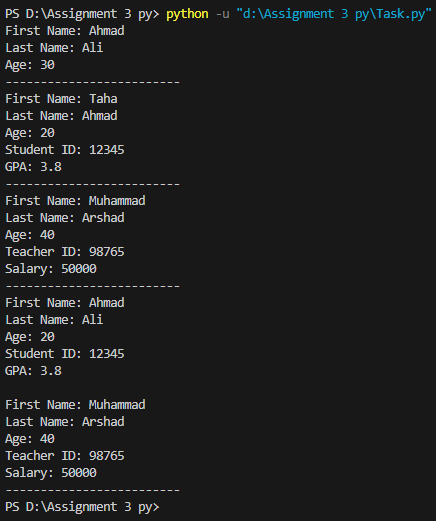 PS D:\Assignment 3 py> python -u "d:\Assignment 3 py\Task.py"
First Name: Ahmad
Last Name: Ali
Age: 30
-------------------------
First Name: Taha
Last Name: Ahmad
Age: 20
Student ID: 12345
GPA: 3.8
-------------------------
First Name: Muhammad
Last Name: Arshad
Age: 40
Teacher ID: 98765
Salary: 50000
-------------------------
First Name: Ahmad
Last Name: Ali
Age: 20
Student ID: 12345
GPA: 3.8

First Name: Muhammad
Last Name: Arshad
Age: 40
Teacher ID: 98765
Salary: 50000
-------------------------
PS D:\Assignment 3 py>